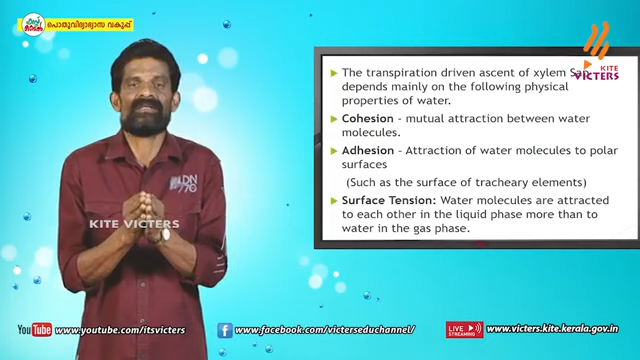 പൊതുവിദ്യാഭ്യാസ വകുപ്പ്
KITE
VICTERS
The transpiration driven ascent of xylem Sap
depends mainly on the following physical
properties of water.
Cohesion - mutual attraction between water
molecules.
Adhesion - Attraction of water molecules to polar
surfaces
(Such as the surface of tracheary elements)
Surface Tension: Water molecules are attracted
to each other in the liquid phase more than to
water in the gas phase.
KITE VICTERS
YouTube www.youtube.com/itsvicters
f www.facebook.com/victerseduchannel/
LIVE STREAMING www.victers.kite.kerala.gov.in